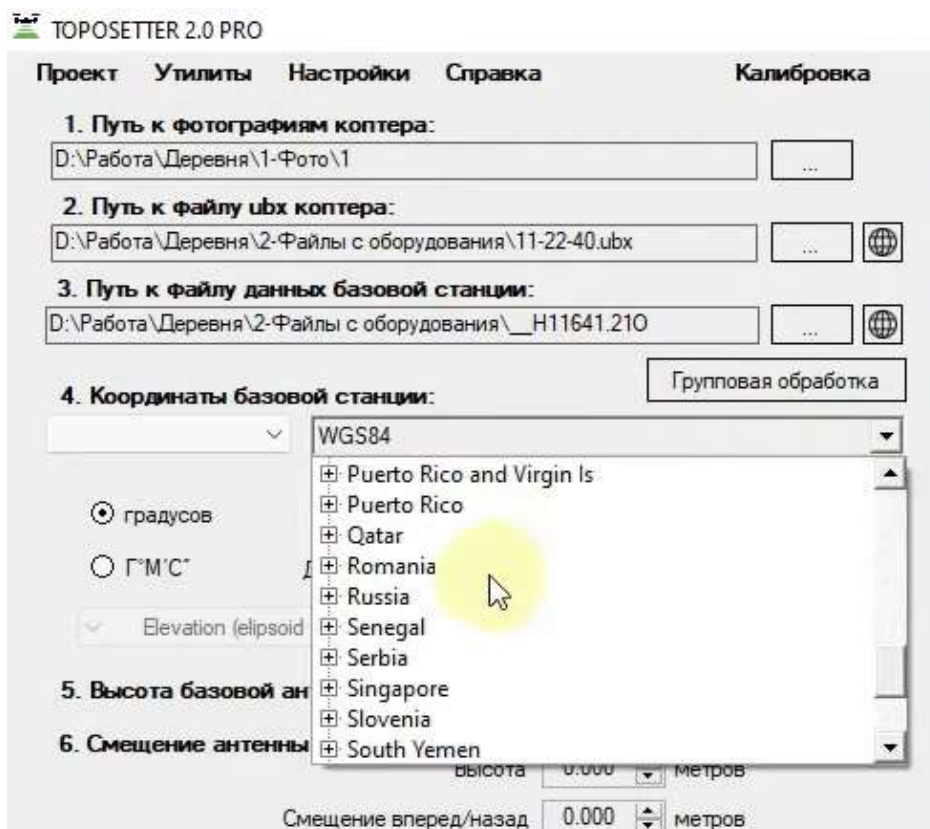 TOPOSETTER 2.0 PRO
Проект Утилиты Настройки Справка Калибровка
1. Путь к фотографиям коптера:
D:\Работа\Деревня\1-Фото\1 ...
2. Путь к файлу ubx коптера:
D:\Работа\Деревня\2-Файлы с оборудования\11-22-40.ubx ...
3. Путь к файлу данных базовой станции:
D:\Работа\Деревня\2-Файлы с оборудования\__H11641.21O ...
Групповая обработка
4. Координаты базовой станции:
WGS84
Puerto Rico and Virgin Is
Puerto Rico
градусов
Qatar
Г°М'С"
Romania
Russia
Elevation (elipsoid
Senegal
Serbia
Singapore
5. Высота базовой
Slovenia
6. Смещение антенны
South Yemen
Высота 0.000 метров
Смещение вперед/назад 0.000 метров